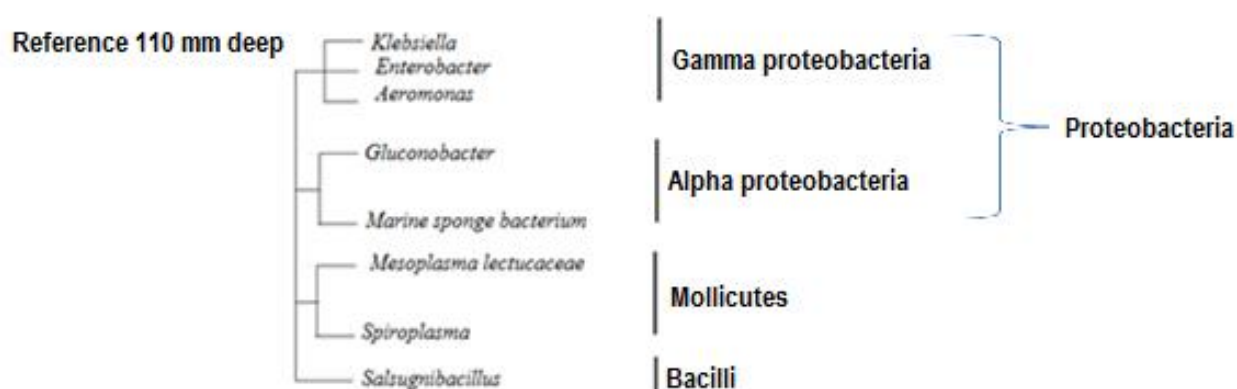 Reference 110 mm deep
Klebsiella
Enterobacter
Aeromonas
Gamma proteobacteria
Gluconobacter
Marine sponge bacterium
Alpha proteobacteria
Proteobacteria
Mesoplasma lectucaceae
Spiroplasma
Mollicutes
Salsugnibacillus
Bacilli